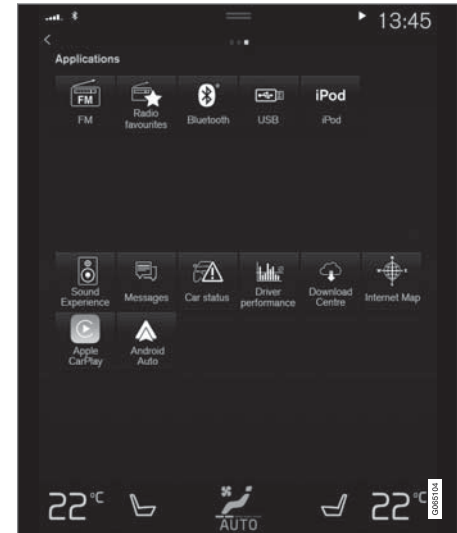 13:45
Applications
FM
FM
Radio favourites
Bluetooth
USB
iPod
iPod
Sound Experience
Messages
Car status
Driver performance
Download Centre
Internet Map
Apple CarPlay
Android Auto
22°C
AUTO
22°C
G065104